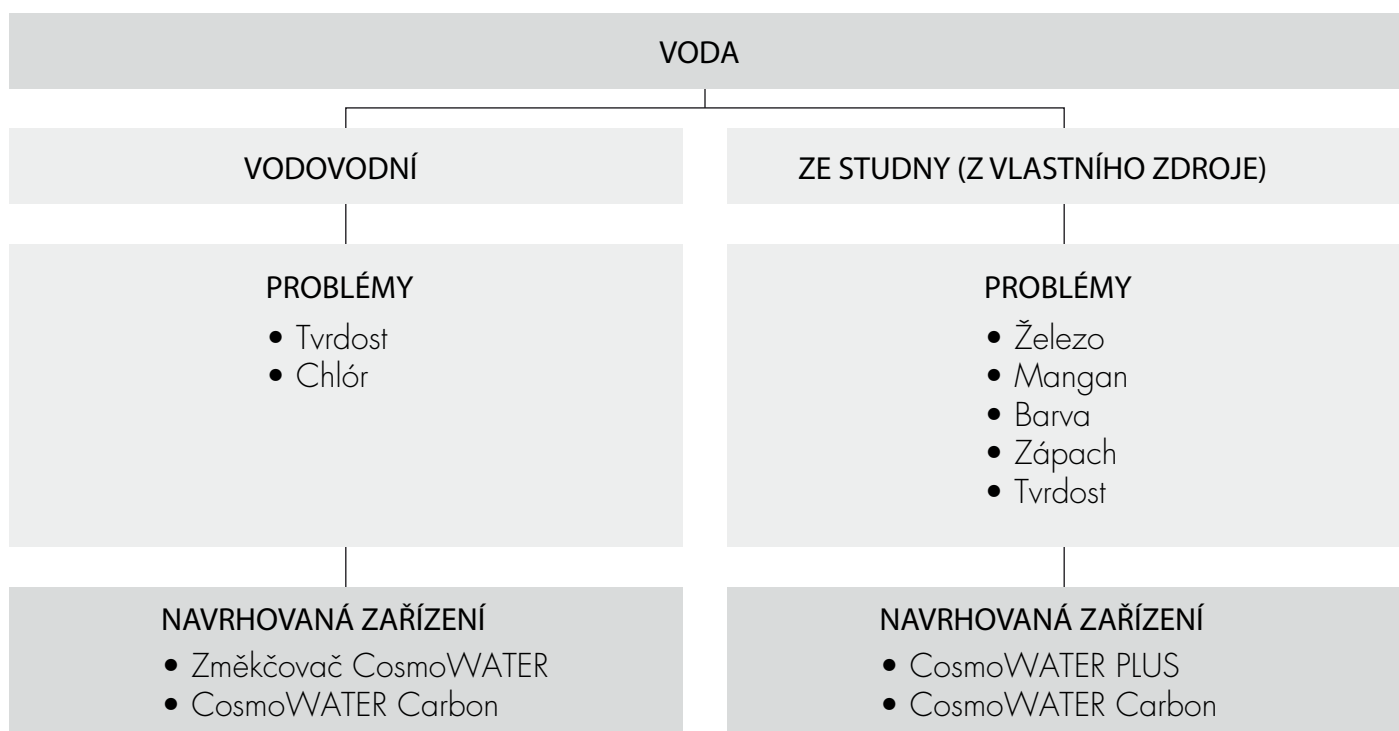 VODA
VODOVODNÍ
PROBLÉMY
• Tvrdost
• Chlór
NAVRHOVANÁ ZAŘÍZENÍ
• Změkčovač CosmoWATER
• CosmoWATER Carbon
ZE STUDNY (Z VLASTNÍHO ZDROJE)
PROBLÉMY
• Železo
• Mangan
• Barva
• Zápach
• Tvrdost
NAVRHOVANÁ ZAŘÍZENÍ
• CosmoWATER PLUS
• CosmoWATER Carbon